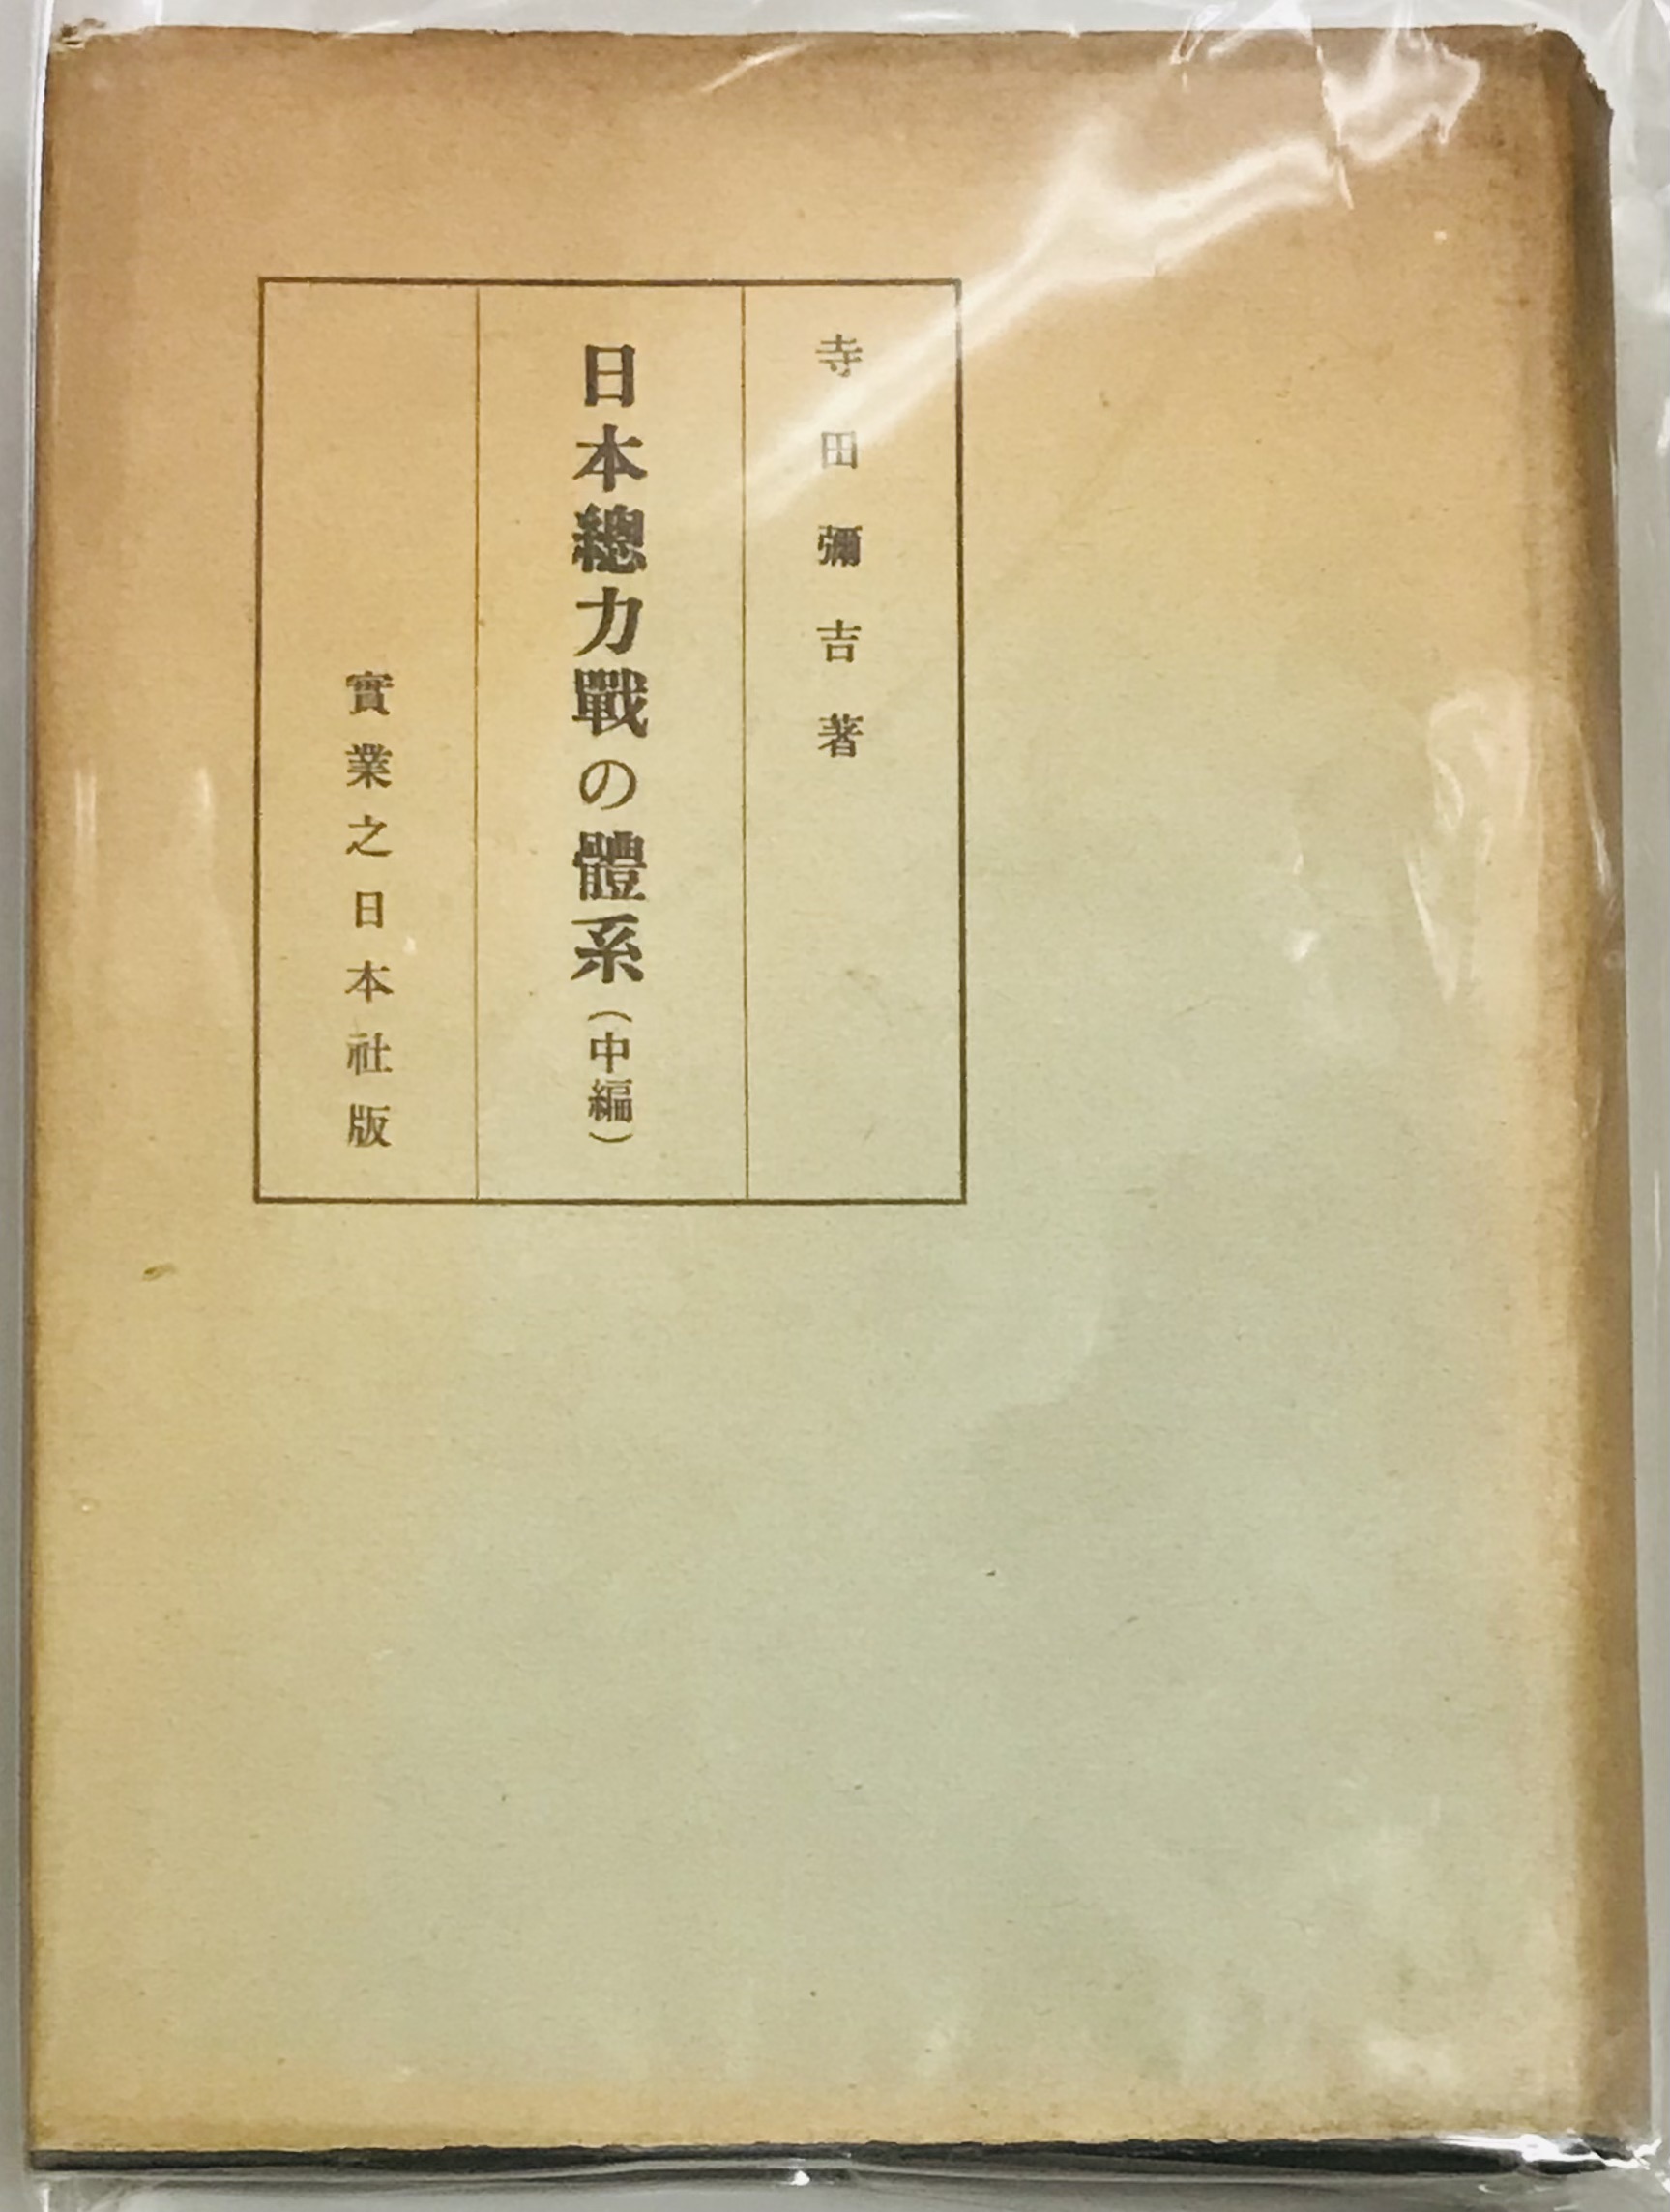 寺田彌吉著
日本總力戰の體系(中編)
實業之日本社版